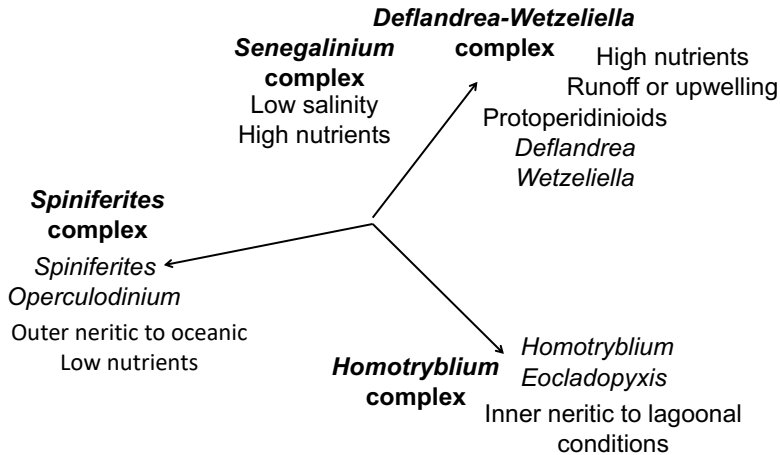 Deflandrea-Wetzeliella
complex
High nutrients
Runoff or upwelling
Protoperidinioids
Deflandrea
Wetzeliella
Senegalinium
complex
Low salinity
High nutrients
Spiniferites
complex
Spiniferites
Operculodinium
Outer neritic to oceanic
Low nutrients
Homotryblium
complex
Homotryblium
Eocladopyxis
Inner neritic to lagoonal
conditions